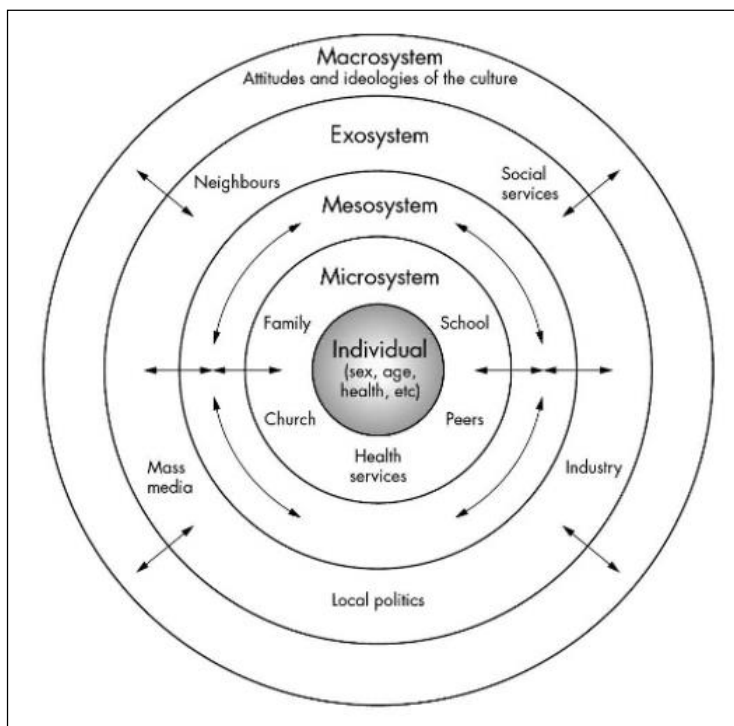 Macrosystem
Attitudes and ideologies of the culture
Exosystem
Neighbours
Social
services
Mesosystem
Microsystem
Family
School
Individual
(sex, age,
health, etc)
Church
Peers
Health
services
Mass
media
Industry
Local politics